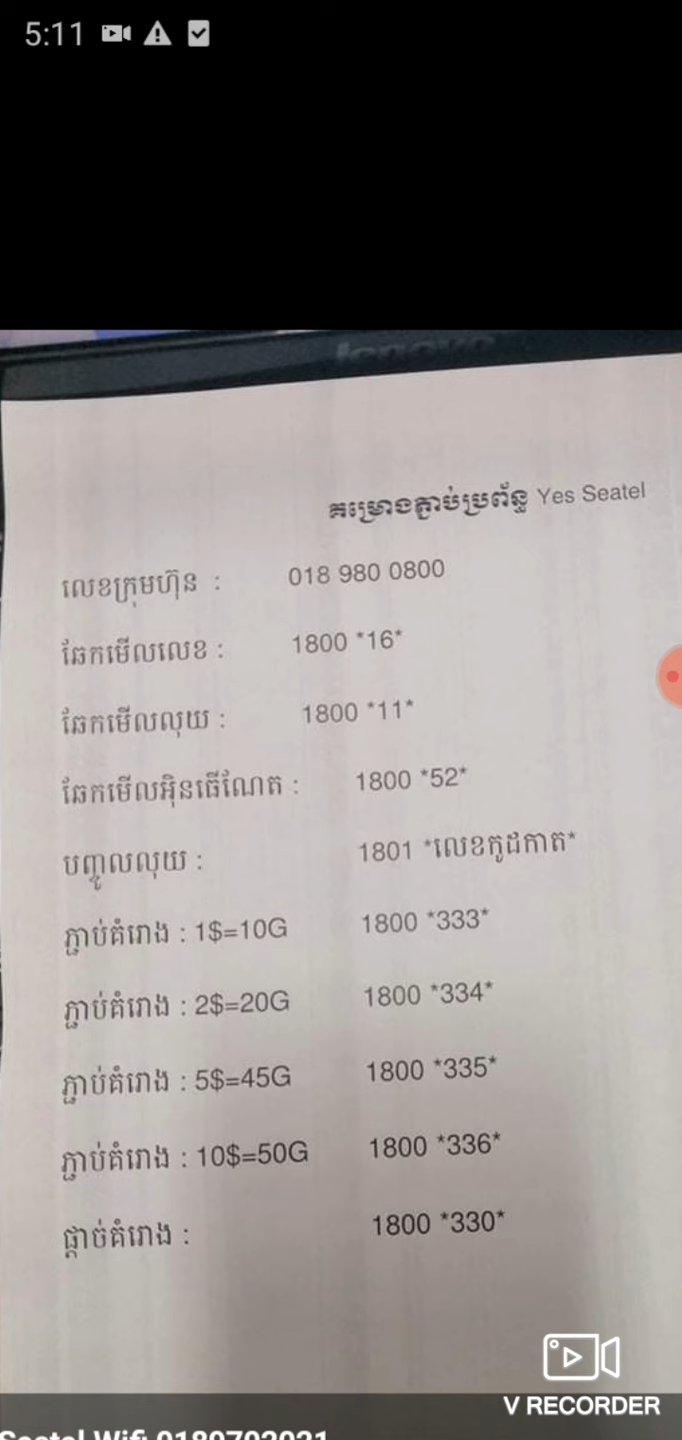 5:11
lenovo
គម្រោងភ្ជាប់ប្រព័ន្ធ Yes Seatel
លេខក្រុមហ៊ុន : 018 980 0800
ឆែកមើលលេខ : 1800 *16*
ឆែកមើលលុយ : 1800 *11*
ឆែកមើលអ៊ិនធើណែត : 1800 *52*
បញ្ចូលលុយ : 1801 *លេខកូដកាត*
ភ្ជាប់គំរោង : 1$=10G 1800 *333*
ភ្ជាប់គំរោង : 2$=20G 1800 *334*
ភ្ជាប់គំរោង : 5$=45G 1800 *335*
ភ្ជាប់គំរោង : 10$=50G 1800 *336*
ផ្ដាច់គំរោង : 1800 *330*
V RECORDER
Seatel Wifi 0189792021